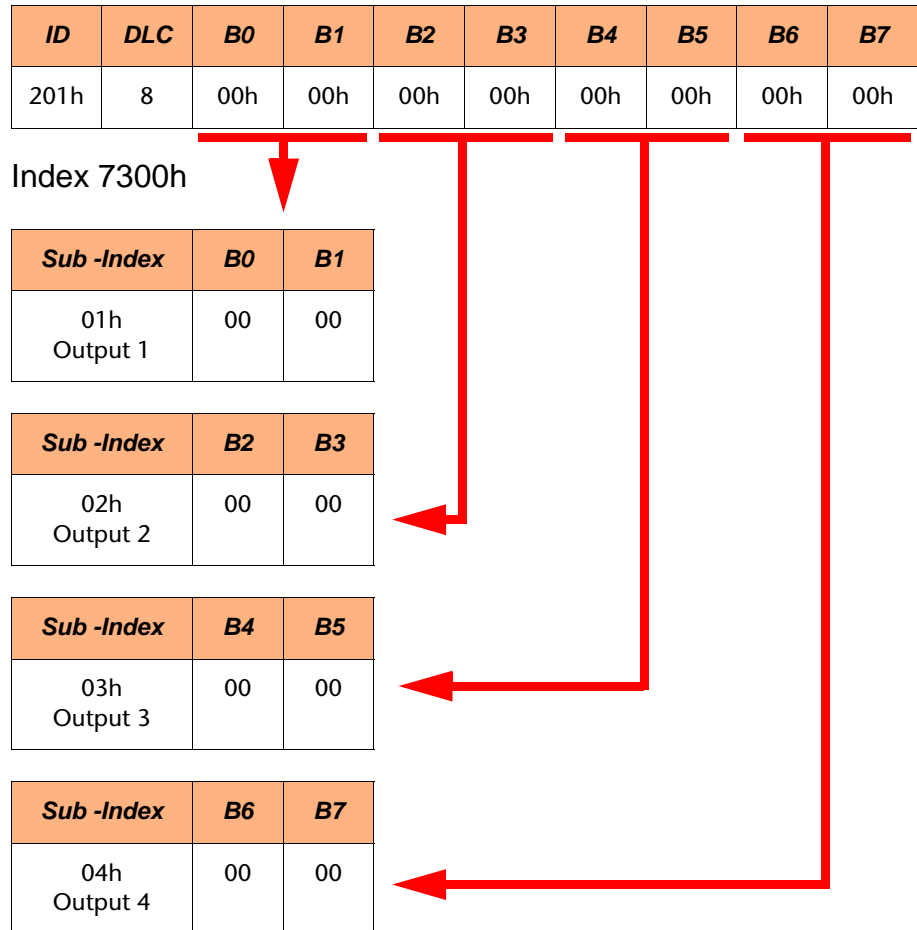 ID DLC B0 B1 B2 B3 B4 B5 B6 B7
201h 8 00h 00h 00h 00h 00h 00h 00h 00h
Index 7300h
Sub -Index B0 B1
01h 00 00
Output 1
Sub -Index B2 B3
02h 00 00
Output 2
Sub -Index B4 B5
03h 00 00
Output 3
Sub -Index B6 B7
04h 00 00
Output 4